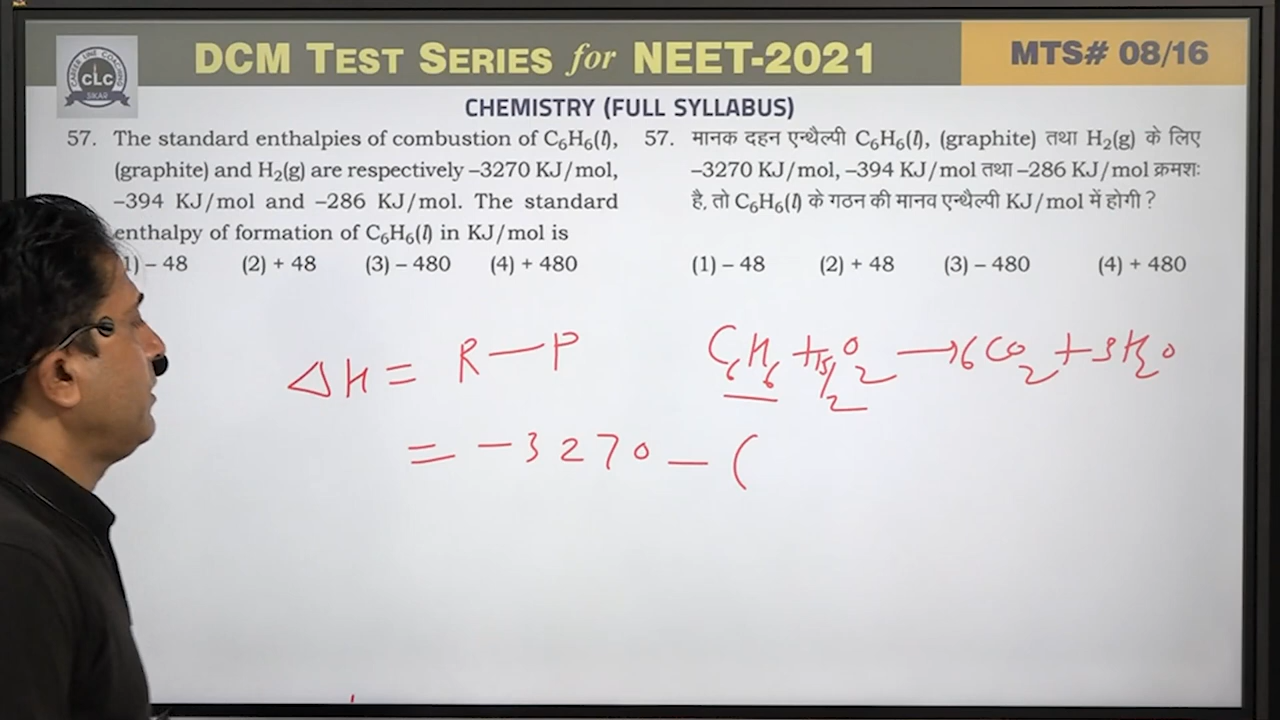 DCM TEST SERIES for NEET-2021
MTS# 08/16
CAREER LINE COACHING
CLC
SIKAR
CHEMISTRY (FULL SYLLABUS)
57. The standard enthalpies of combustion of C₆H₆(l),
(graphite) and H₂(g) are respectively –3270 KJ/mol,
–394 KJ/mol and –286 KJ/mol. The standard
enthalpy of formation of C₆H₆(l) in KJ/mol is
1) – 48 (2) + 48 (3) – 480 (4) + 480
57. मानक दहन एन्थैल्पी C₆H₆(l), (graphite) तथा H₂(g) के लिए
–3270 KJ/mol, –394 KJ/mol तथा –286 KJ/mol क्रमशः
है, तो C₆H₆(l) के गठन की मानव एन्थैल्पी KJ/mol में होगी ?
(1) – 48 (2) + 48 (3) – 480 (4) + 480
ΔH = R — P
= – 3270 – (
C₆H₆ + 15/2 O₂ → 6CO₂ + 3H₂O